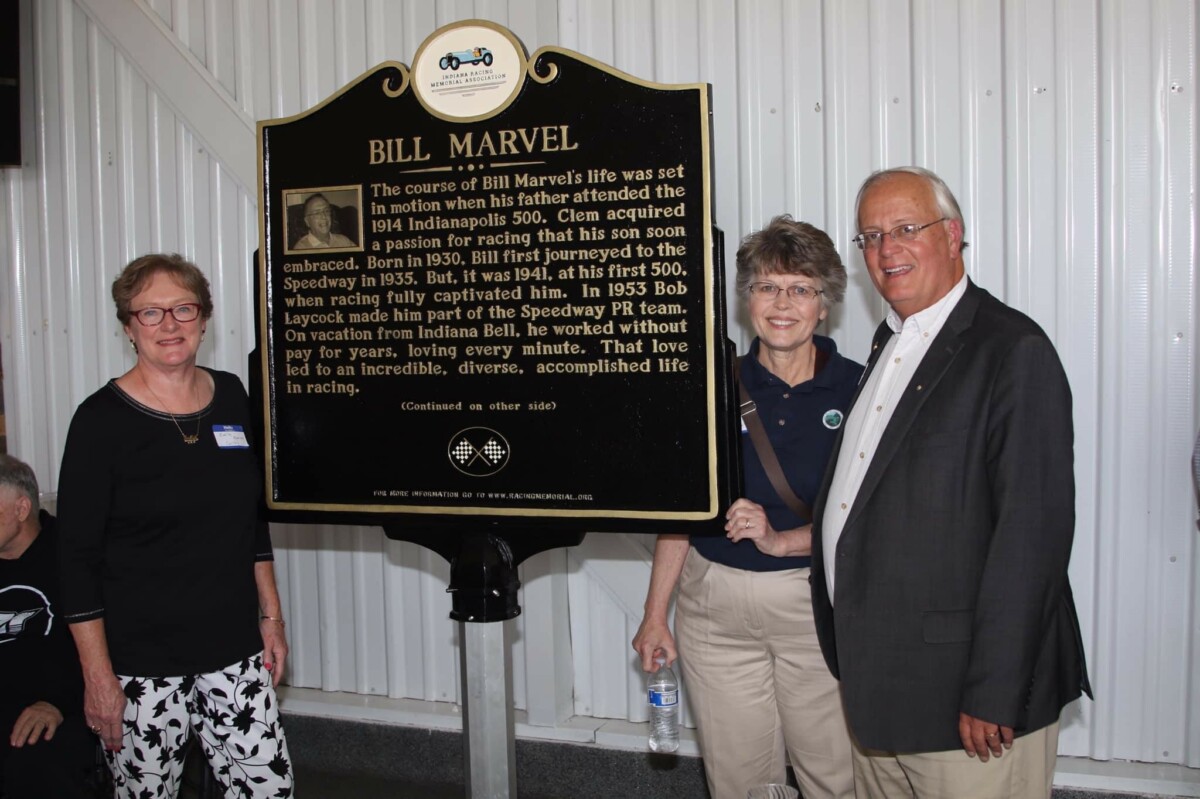 INDIANA RACING
MEMORIAL ASSOCIATION
BILL MARVEL
The course of Bill Marvel's life was set
in motion when his father attended the
1914 Indianapolis 500. Clem acquired
a passion for racing that his son soon
embraced. Born in 1930, Bill first journeyed to the
Speedway in 1935. But, it was 1941, at his first 500,
when racing fully captivated him. In 1953 Bob
Laycock made him part of the Speedway PR team.
On vacation from Indiana Bell, he worked without
pay for years, loving every minute. That love
led to an incredible, diverse, accomplished life
in racing.
(Continued on other side)
FOR MORE INFORMATION GO TO WWW.RACINGMEMORIAL.ORG